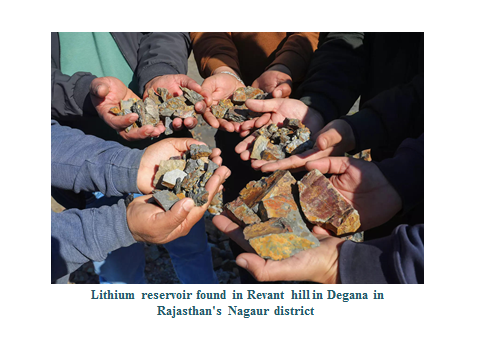 Lithium reservoir found in Revant hill in Degana in
Rajasthan's Nagaur district